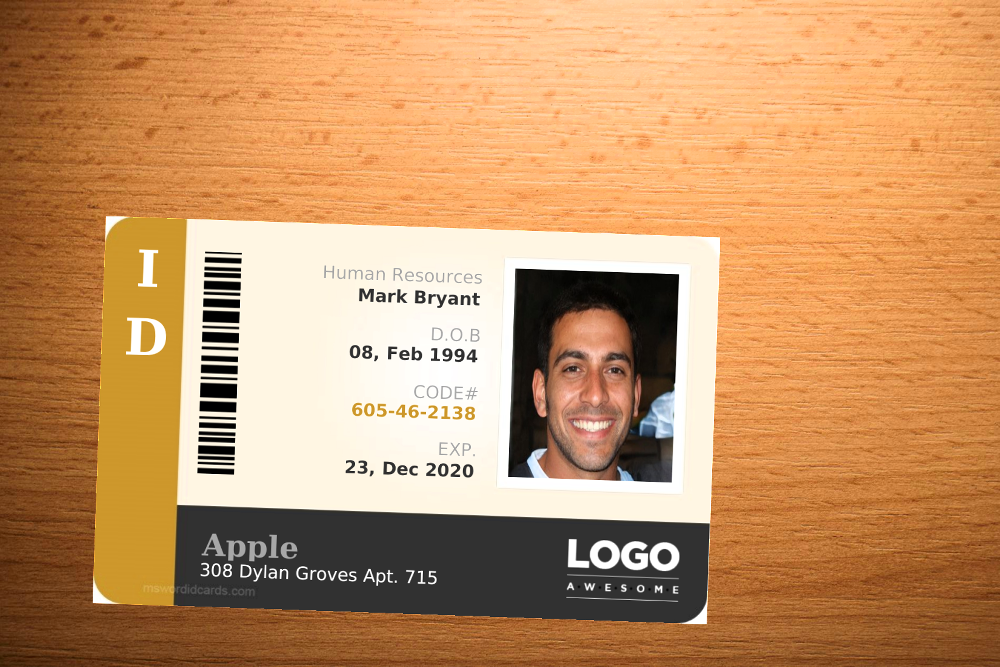 I
D
Human Resources
Mark Bryant
D.O.B
08, Feb 1994
CODE#
605-46-2138
EXP.
23, Dec 2020
Apple
308 Dylan Groves Apt. 715
mswordidcards.com
LOGO
A•W•E•S•O•M•E